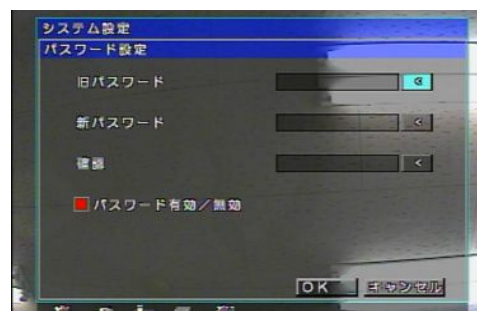 システム設定
パスワード設定
旧パスワード
新パスワード
確認
パスワード有効/無効
OK キャンセル